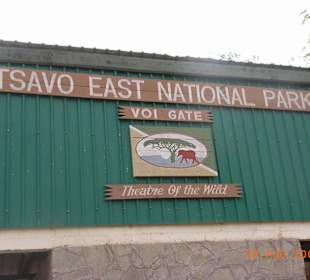 TSAVO EAST NATIONAL PARK
VOI GATE
Theatre Of the Wild